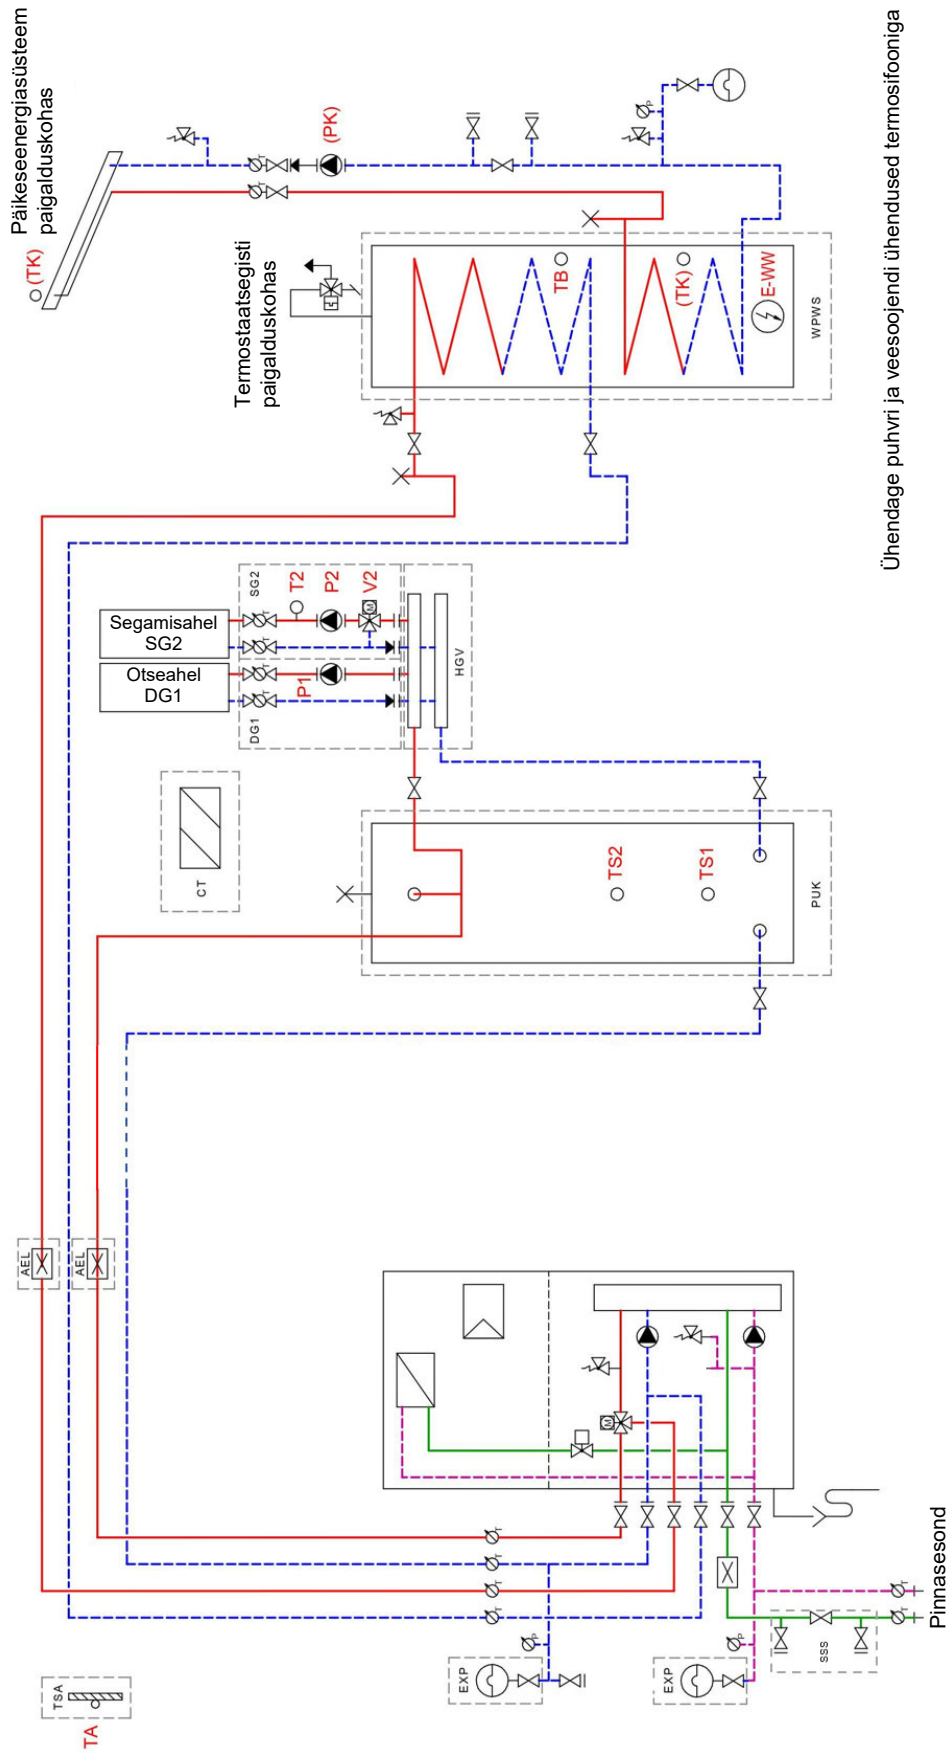 Päikeseenergiasüsteem
paigalduskohas
(TK)
T
(PK)
T
P
Termostaatsegisti
paigalduskohas
TB
(TK)
E-WW
WPWS
Segamisahel
SG2
Otseahel
DG1
SG2
T
T2
P2
V2
M
T
T
P1
T
DG1
HGV
CT
TS2
TS1
PUK
AEL
AEL
M
T
T
T
T
P
P
EXP
EXP
SSS
T
T
Pinnasesond
TSA
TA
Ühendage puhvri ja veesoojendi ühendused termosifooniga